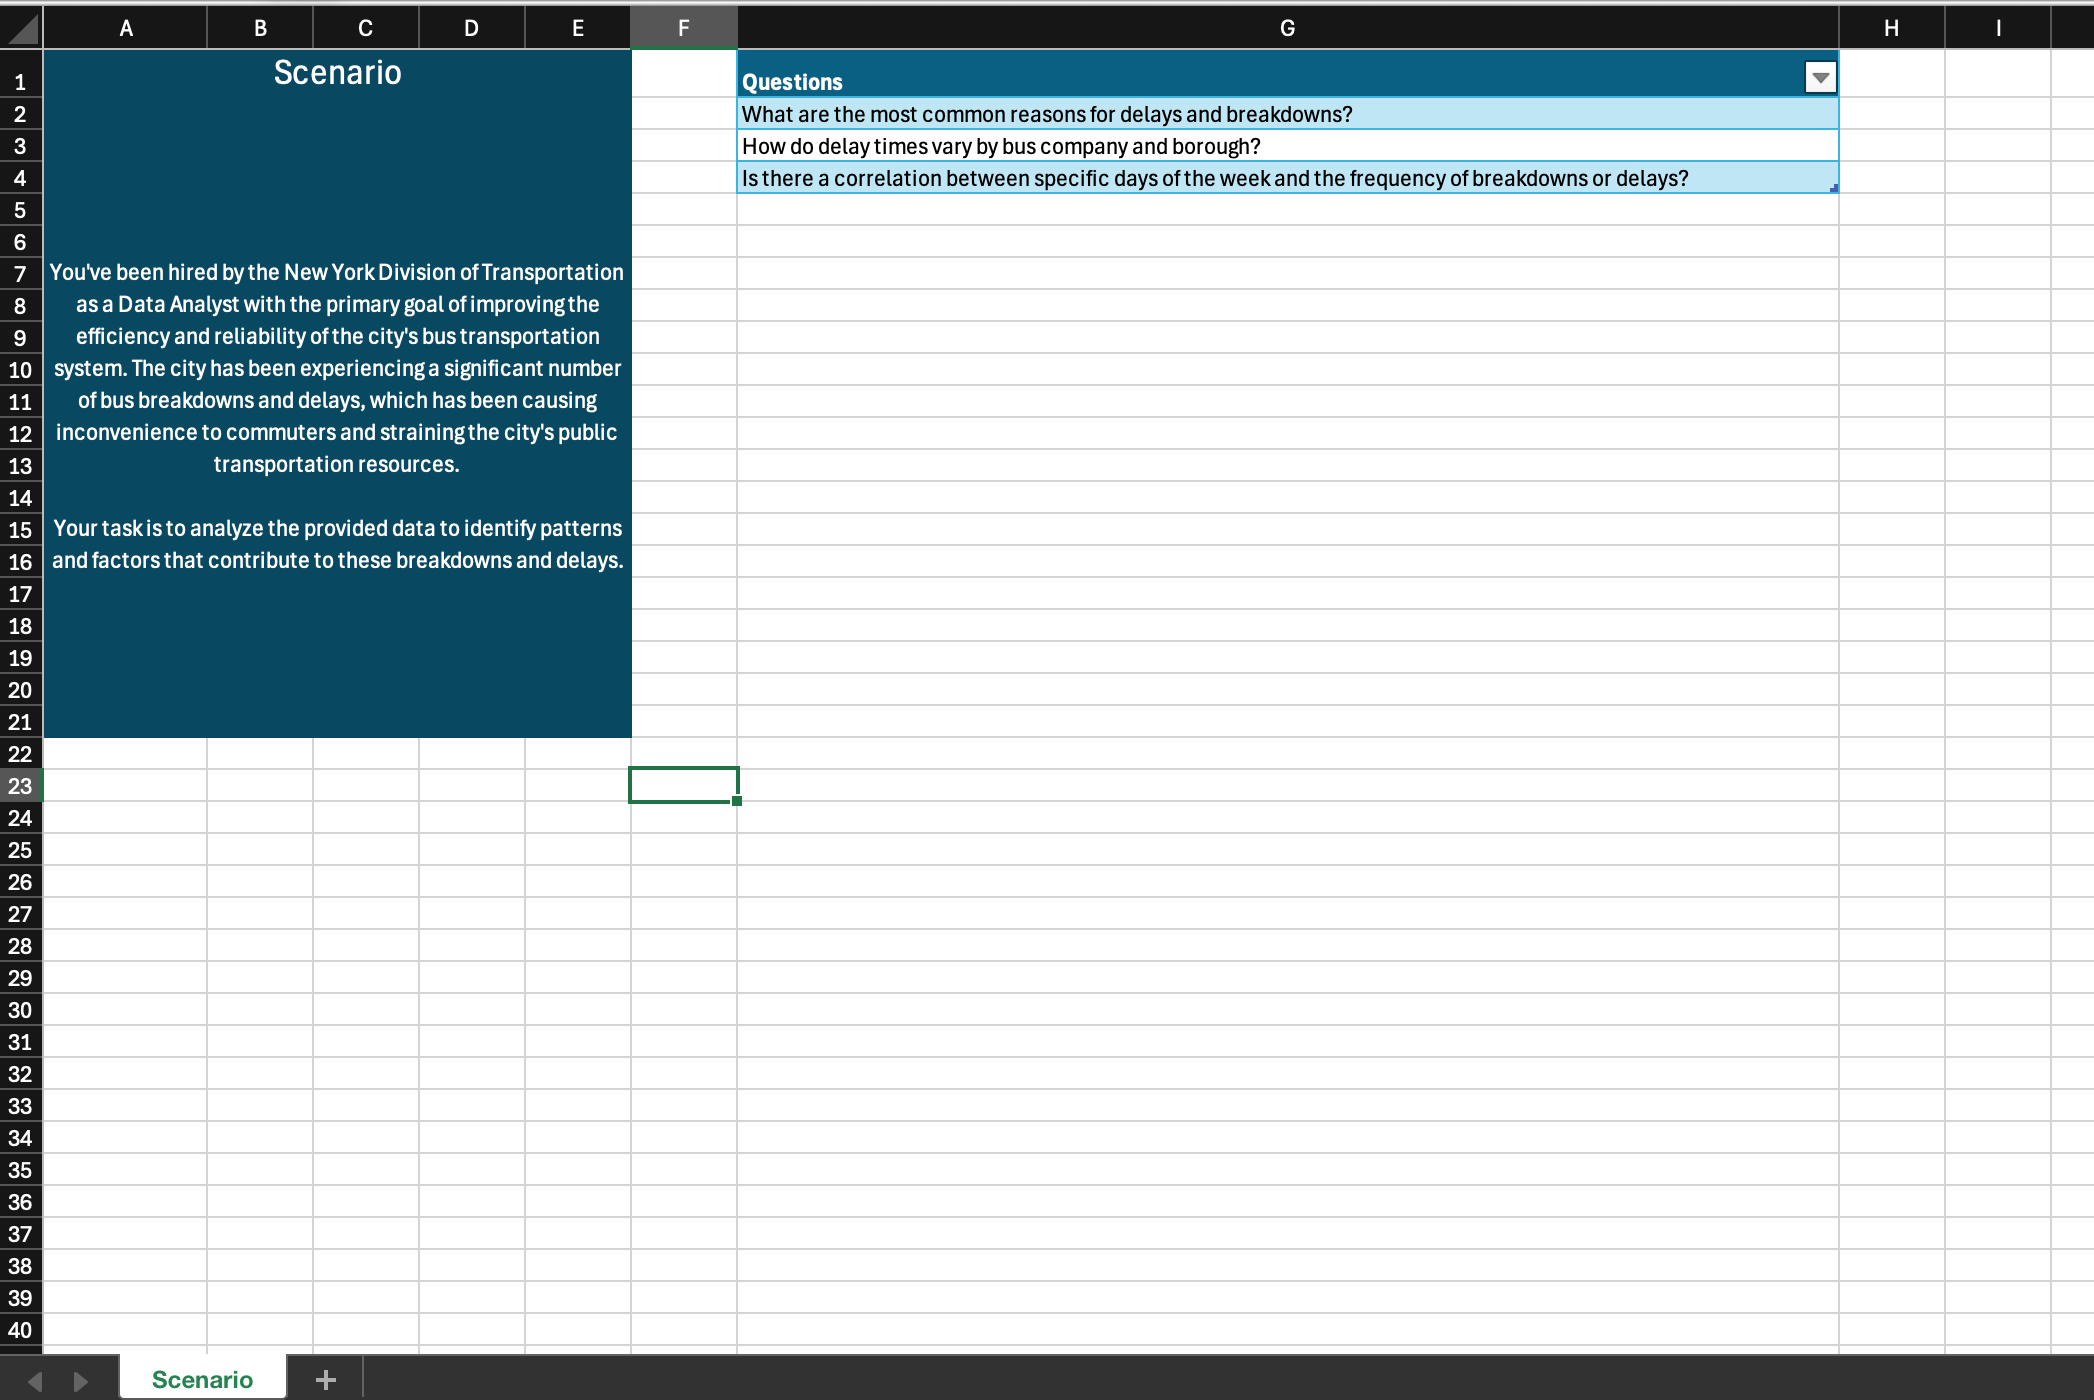 A B C D E F G H I
1 Scenario Questions
2 What are the most common reasons for delays and breakdowns?
3 How do delay times vary by bus company and borough?
4 Is there a correlation between specific days of the week and the frequency of breakdowns or delays?
5
6
7 You've been hired by the New York Division of Transportation
8 as a Data Analyst with the primary goal of improving the
9 efficiency and reliability of the city's bus transportation
10 system. The city has been experiencing a significant number
11 of bus breakdowns and delays, which has been causing
12 inconvenience to commuters and straining the city's public
13 transportation resources.
14
15 Your task is to analyze the provided data to identify patterns
16 and factors that contribute to these breakdowns and delays.
17
18
19
20
21
22
23
24
25
26
27
28
29
30
31
32
33
34
35
36
37
38
39
40
Scenario +